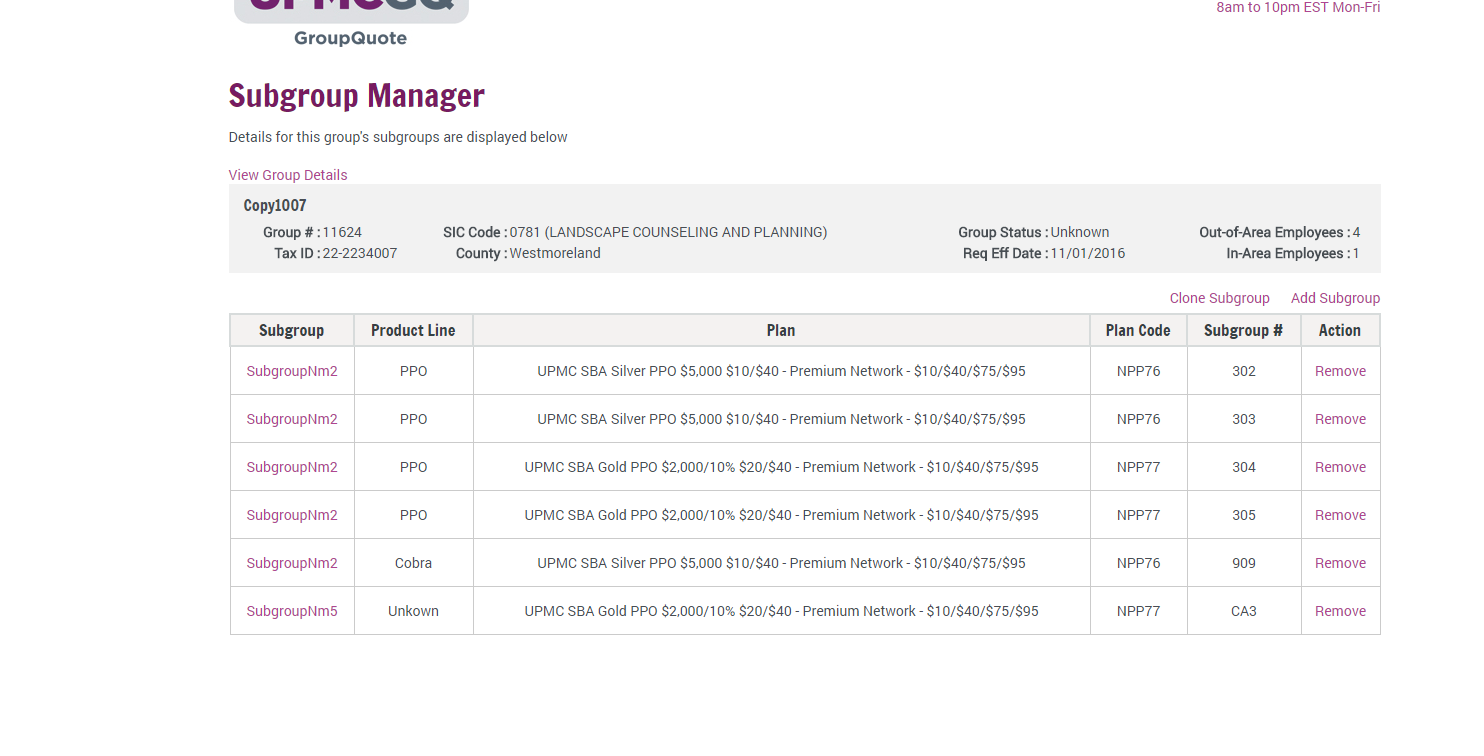 UPMCGQ
8am to 10pm EST Mon-Fri
GroupQuote
Subgroup Manager
Details for this group's subgroups are displayed below
View Group Details
Copy1007
Group # : 11624 SIC Code : 0781 (LANDSCAPE COUNSELING AND PLANNING) Group Status : Unknown Out-of-Area Employees : 4
Tax ID : 22-2234007 County : Westmoreland Req Eff Date : 11/01/2016 In-Area Employees : 1
Clone Subgroup Add Subgroup
Subgroup Product Line Plan Plan Code Subgroup # Action
SubgroupNm2 PPO UPMC SBA Silver PPO $5,000 $10/$40 - Premium Network - $10/$40/$75/$95 NPP76 302 Remove
SubgroupNm2 PPO UPMC SBA Silver PPO $5,000 $10/$40 - Premium Network - $10/$40/$75/$95 NPP76 303 Remove
SubgroupNm2 PPO UPMC SBA Gold PPO $2,000/10% $20/$40 - Premium Network - $10/$40/$75/$95 NPP77 304 Remove
SubgroupNm2 PPO UPMC SBA Gold PPO $2,000/10% $20/$40 - Premium Network - $10/$40/$75/$95 NPP77 305 Remove
SubgroupNm2 Cobra UPMC SBA Silver PPO $5,000 $10/$40 - Premium Network - $10/$40/$75/$95 NPP76 909 Remove
SubgroupNm5 Unkown UPMC SBA Gold PPO $2,000/10% $20/$40 - Premium Network - $10/$40/$75/$95 NPP77 CA3 Remove